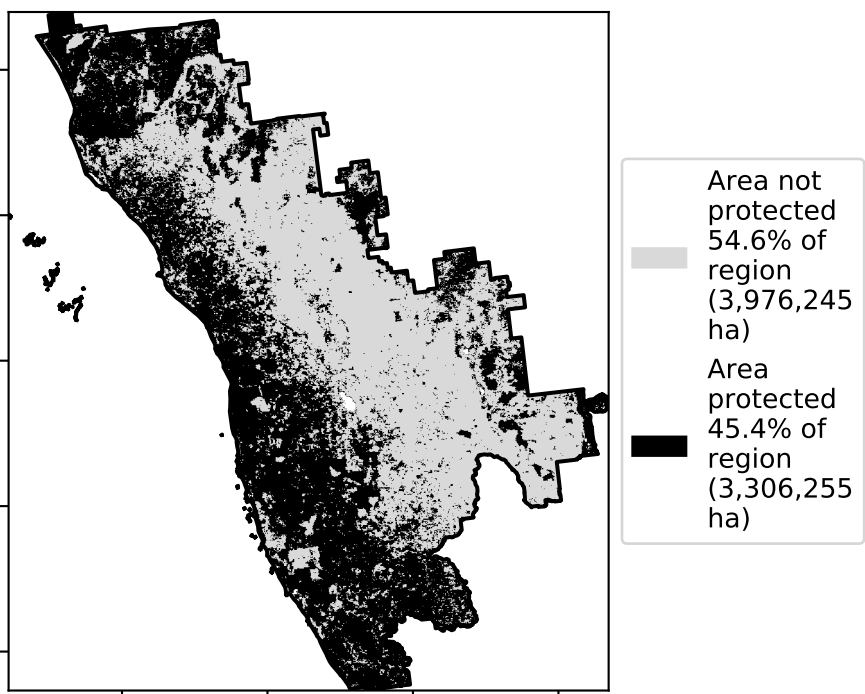 Area not
protected
54.6% of
region
(3,976,245
ha)
Area
protected
45.4% of
region
(3,306,255
ha)